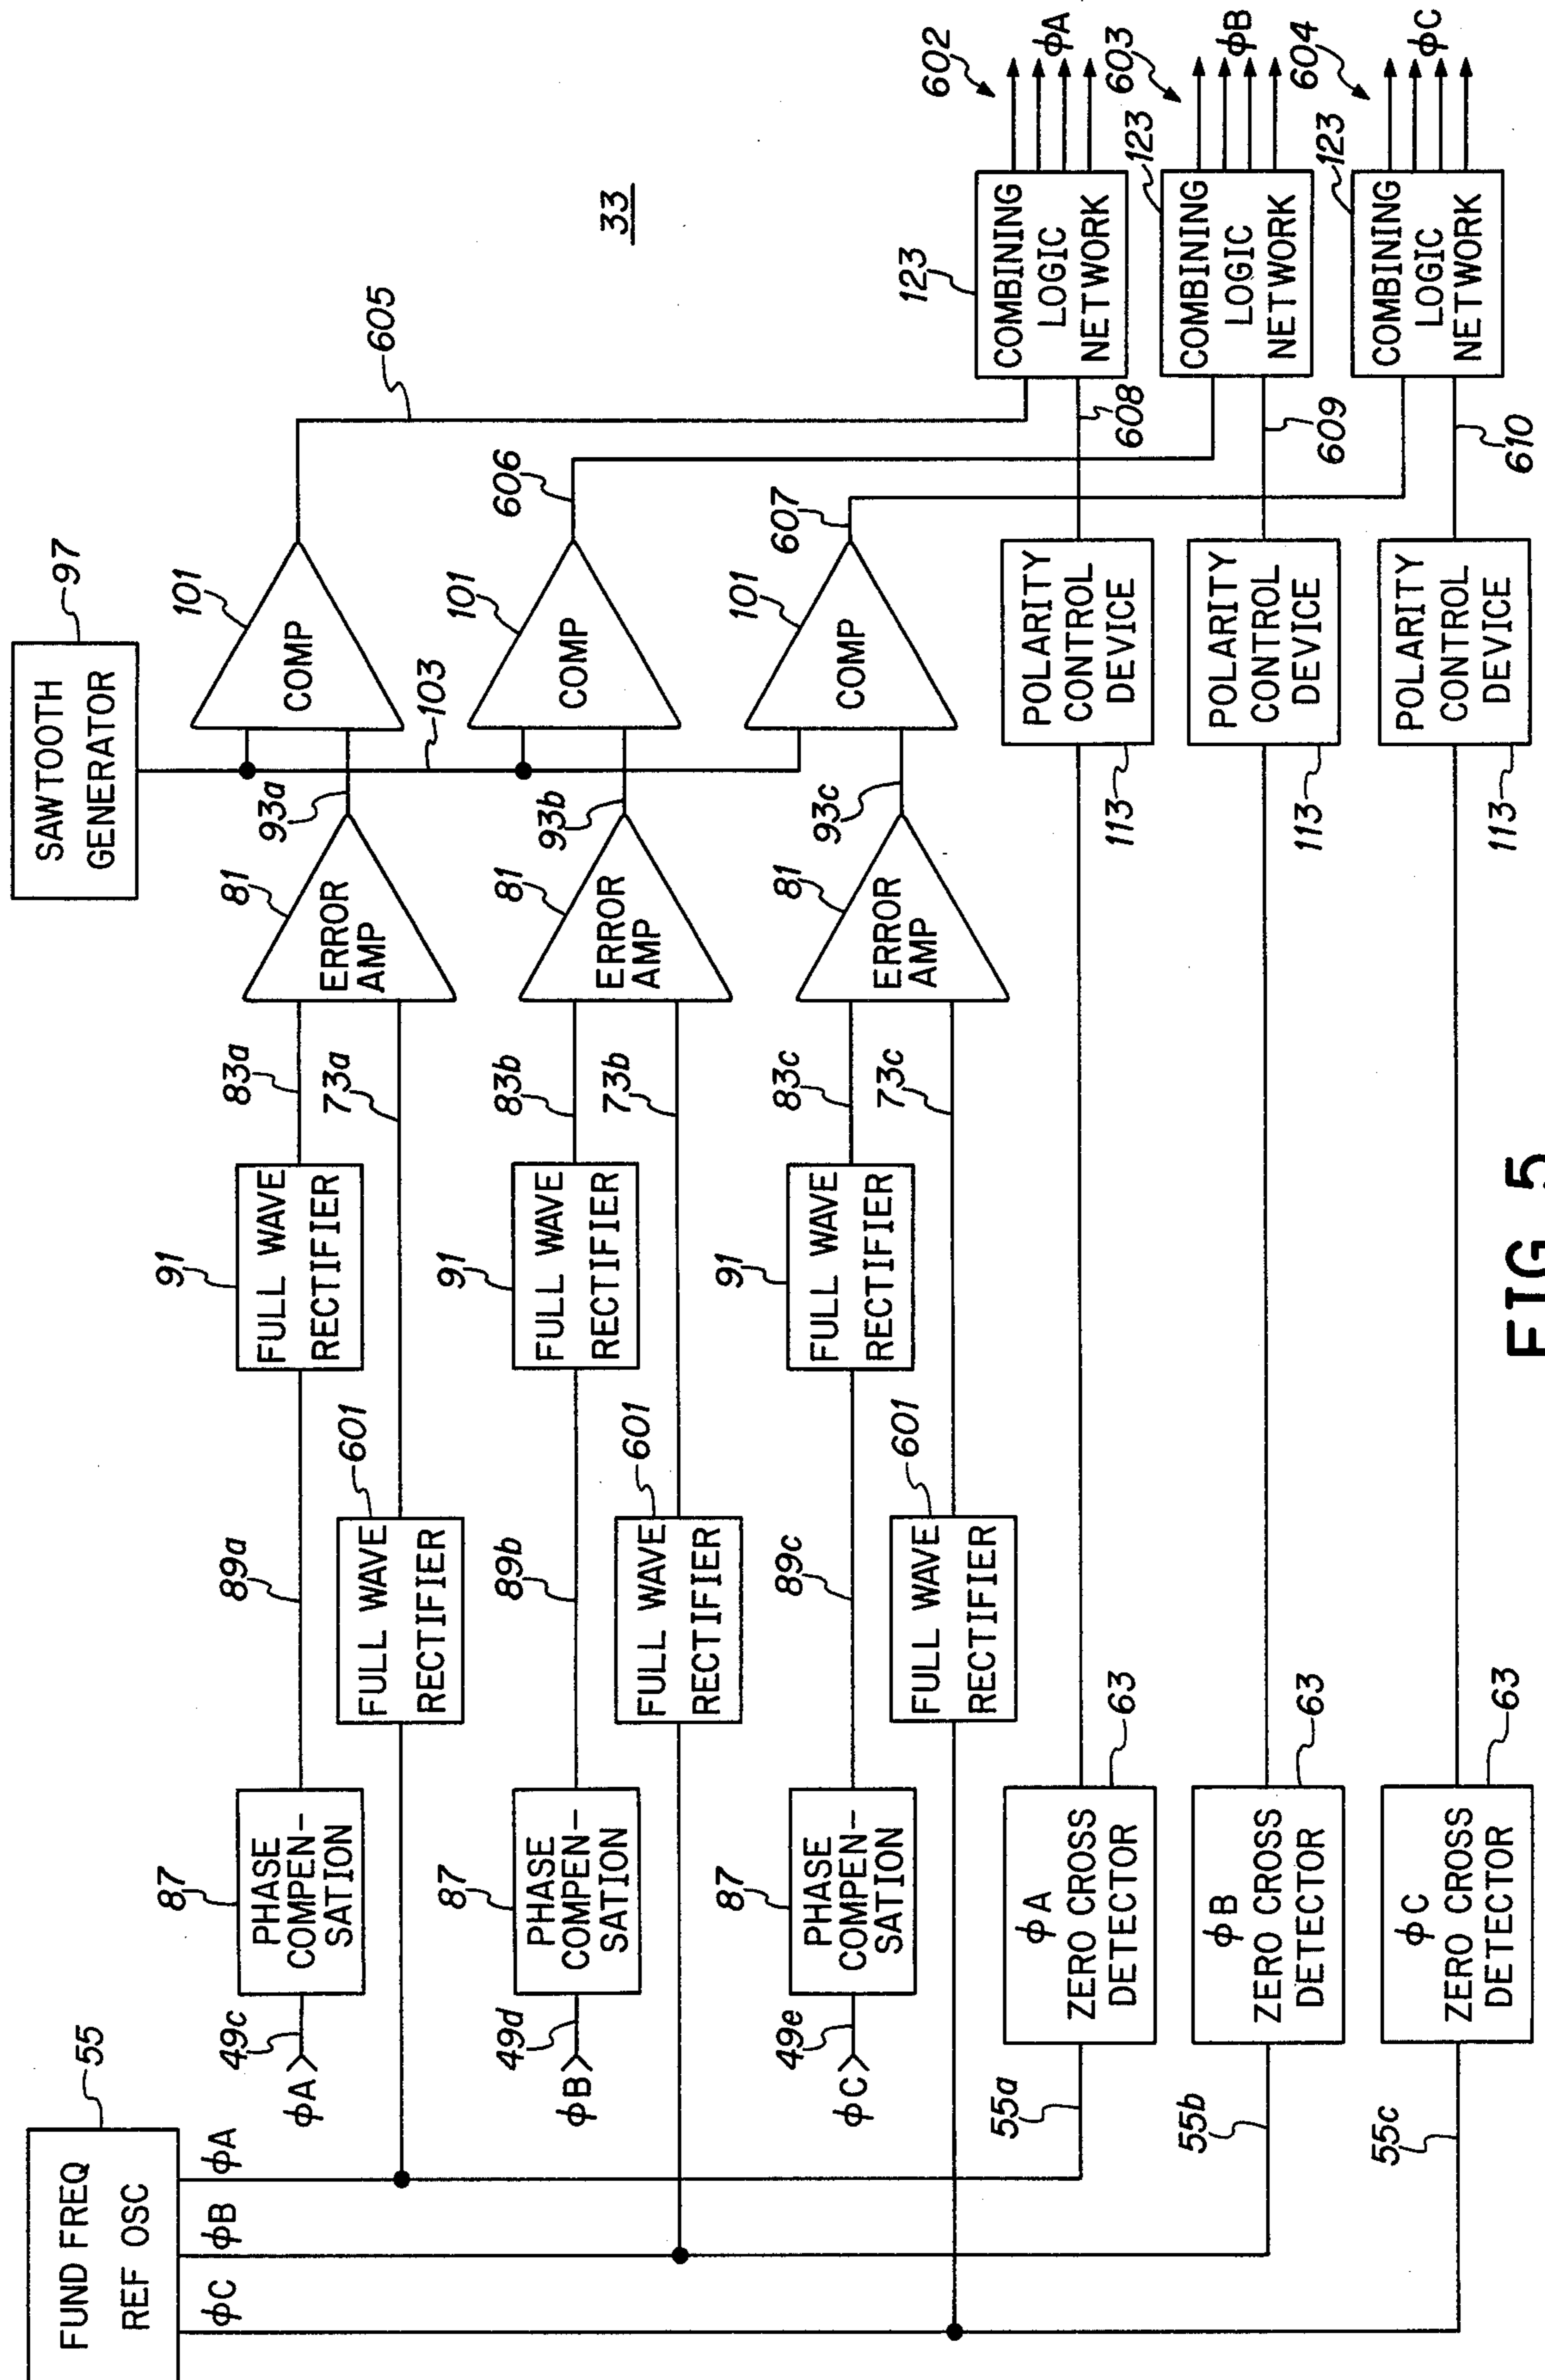 FUND FREQ
REF OSC
55
φA
φB
φC
SAWTOOTH
GENERATOR
97
103
33
φA
49c
87
PHASE
COMPEN-
SATION
89a
91
FULL WAVE
RECTIFIER
83a
601
FULL WAVE
RECTIFIER
73a
81
ERROR
AMP
93a
101
COMP
605
φB
49d
87
PHASE
COMPEN-
SATION
89b
91
FULL WAVE
RECTIFIER
83b
601
FULL WAVE
RECTIFIER
73b
81
ERROR
AMP
93b
101
COMP
606
φC
49e
87
PHASE
COMPEN-
SATION
89c
91
FULL WAVE
RECTIFIER
83c
601
FULL WAVE
RECTIFIER
73c
81
ERROR
AMP
93c
101
COMP
607
55a
φA
ZERO CROSS
DETECTOR
63
POLARITY
CONTROL
DEVICE
113
608
123
COMBINING
LOGIC
NETWORK
602
φA
55b
φB
ZERO CROSS
DETECTOR
63
POLARITY
CONTROL
DEVICE
113
609
123
COMBINING
LOGIC
NETWORK
603
φB
55c
φC
ZERO CROSS
DETECTOR
63
POLARITY
CONTROL
DEVICE
113
610
123
COMBINING
LOGIC
NETWORK
604
φC
FIG 5